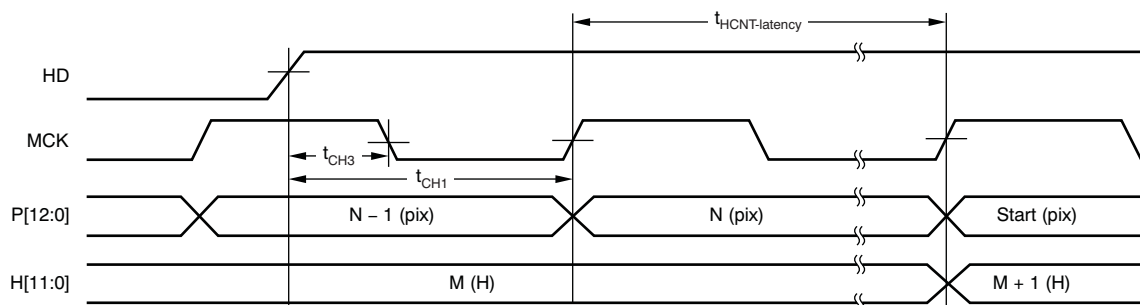 tHCNT-latency
HD
MCK
tCH3
tCH1
P[12:0]
N − 1 (pix)
N (pix)
Start (pix)
H[11:0]
M (H)
M + 1 (H)